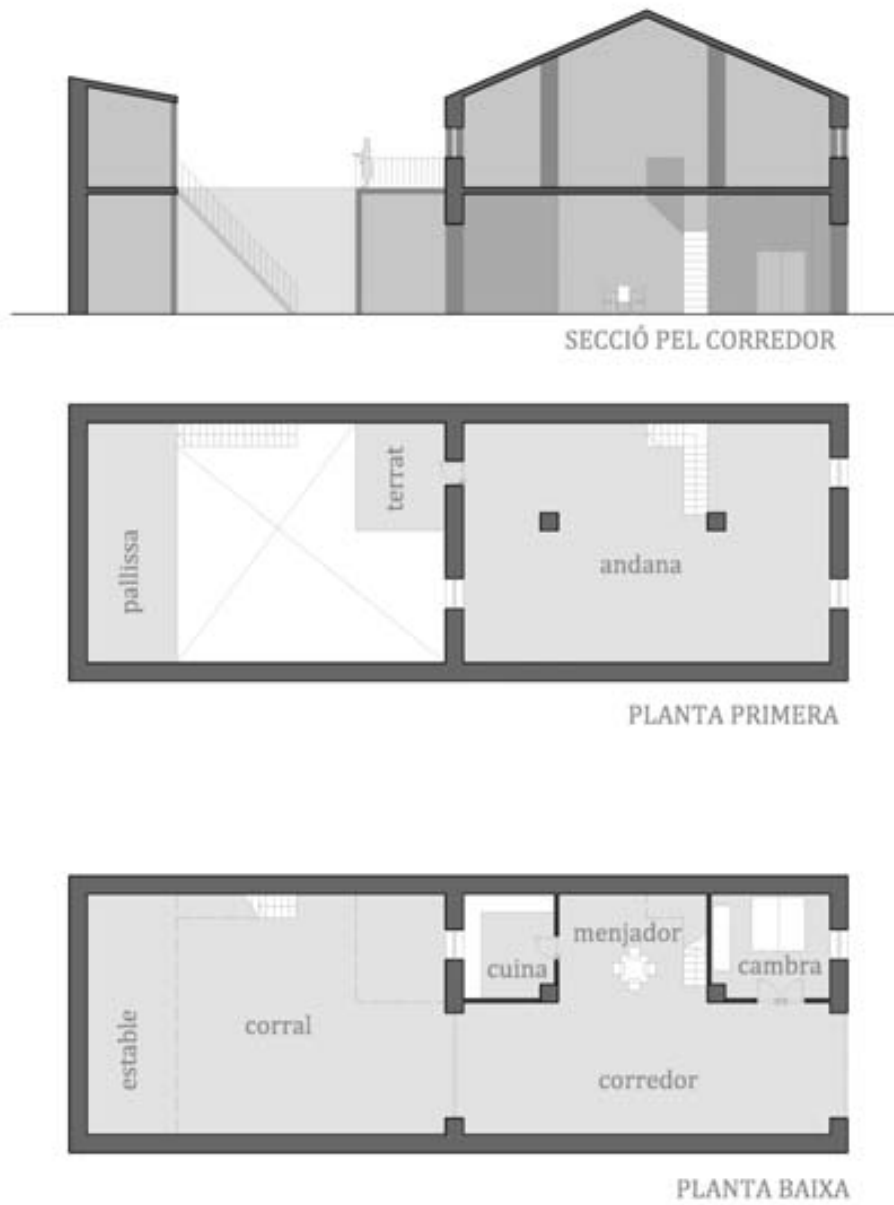 SECCIÓ PEL CORREDOR
pallissa
terrat
andana
PLANTA PRIMERA
estable
corral
cuina
menjador
cambra
corredor
PLANTA BAIXA